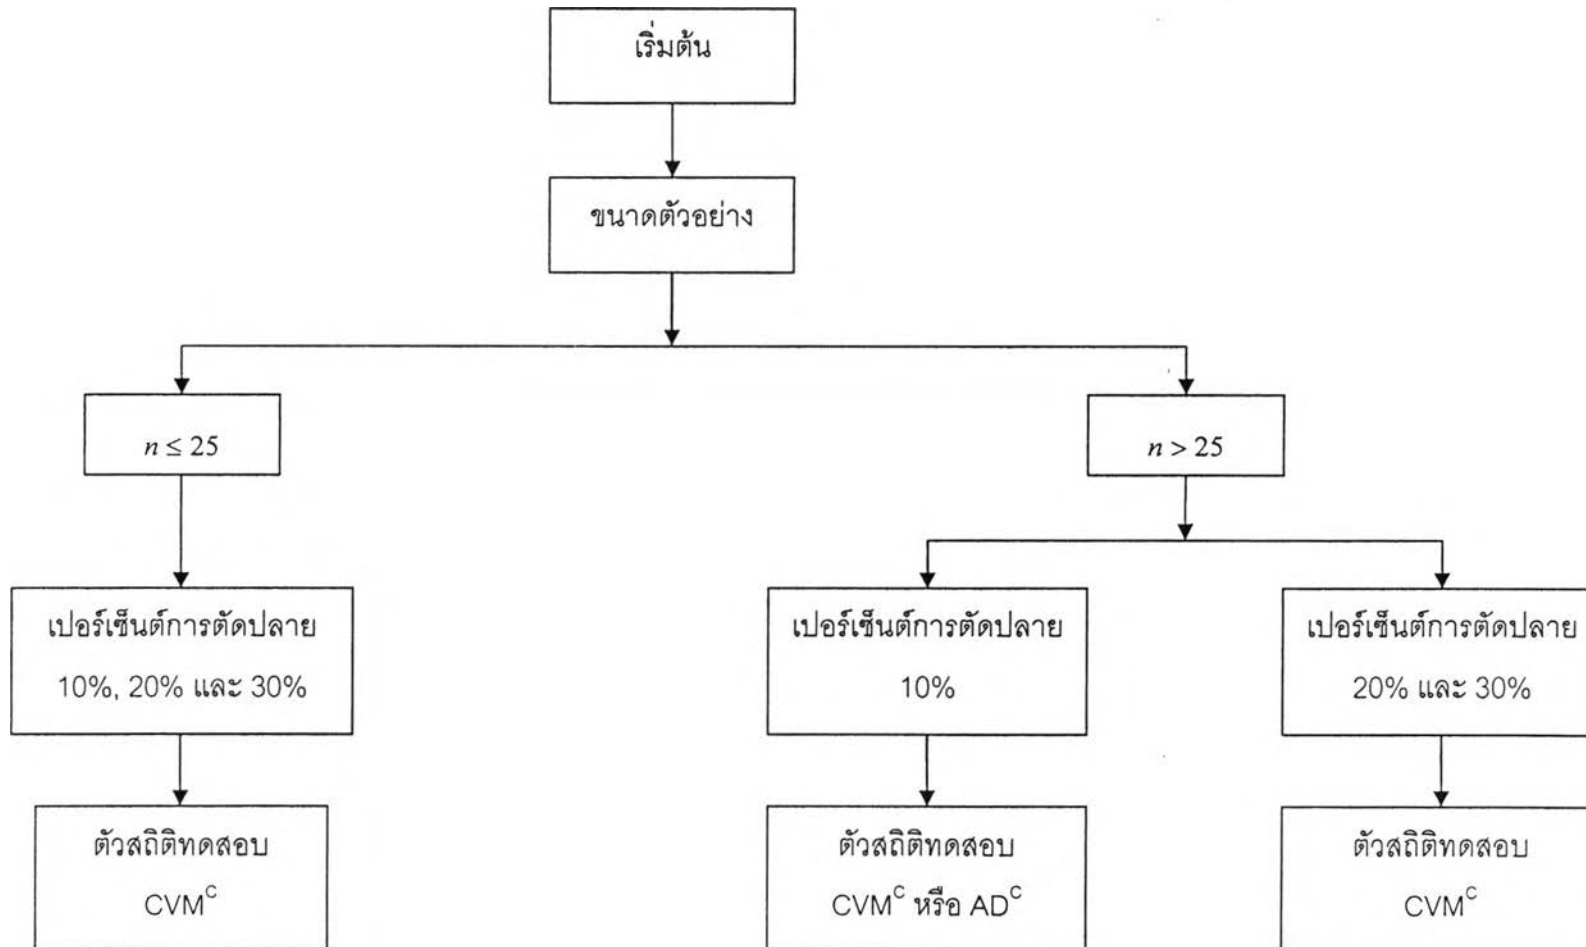 เริ่มต้น
ขนาดตัวอย่าง
n ≤ 25
n > 25
เปอร์เซ็นต์การตัดปลาย
10%, 20% และ 30%
เปอร์เซ็นต์การตัดปลาย
10%
เปอร์เซ็นต์การตัดปลาย
20% และ 30%
ตัวสถิติทดสอบ
CVM^C
ตัวสถิติทดสอบ
CVM^C หรือ AD^C
ตัวสถิติทดสอบ
CVM^C